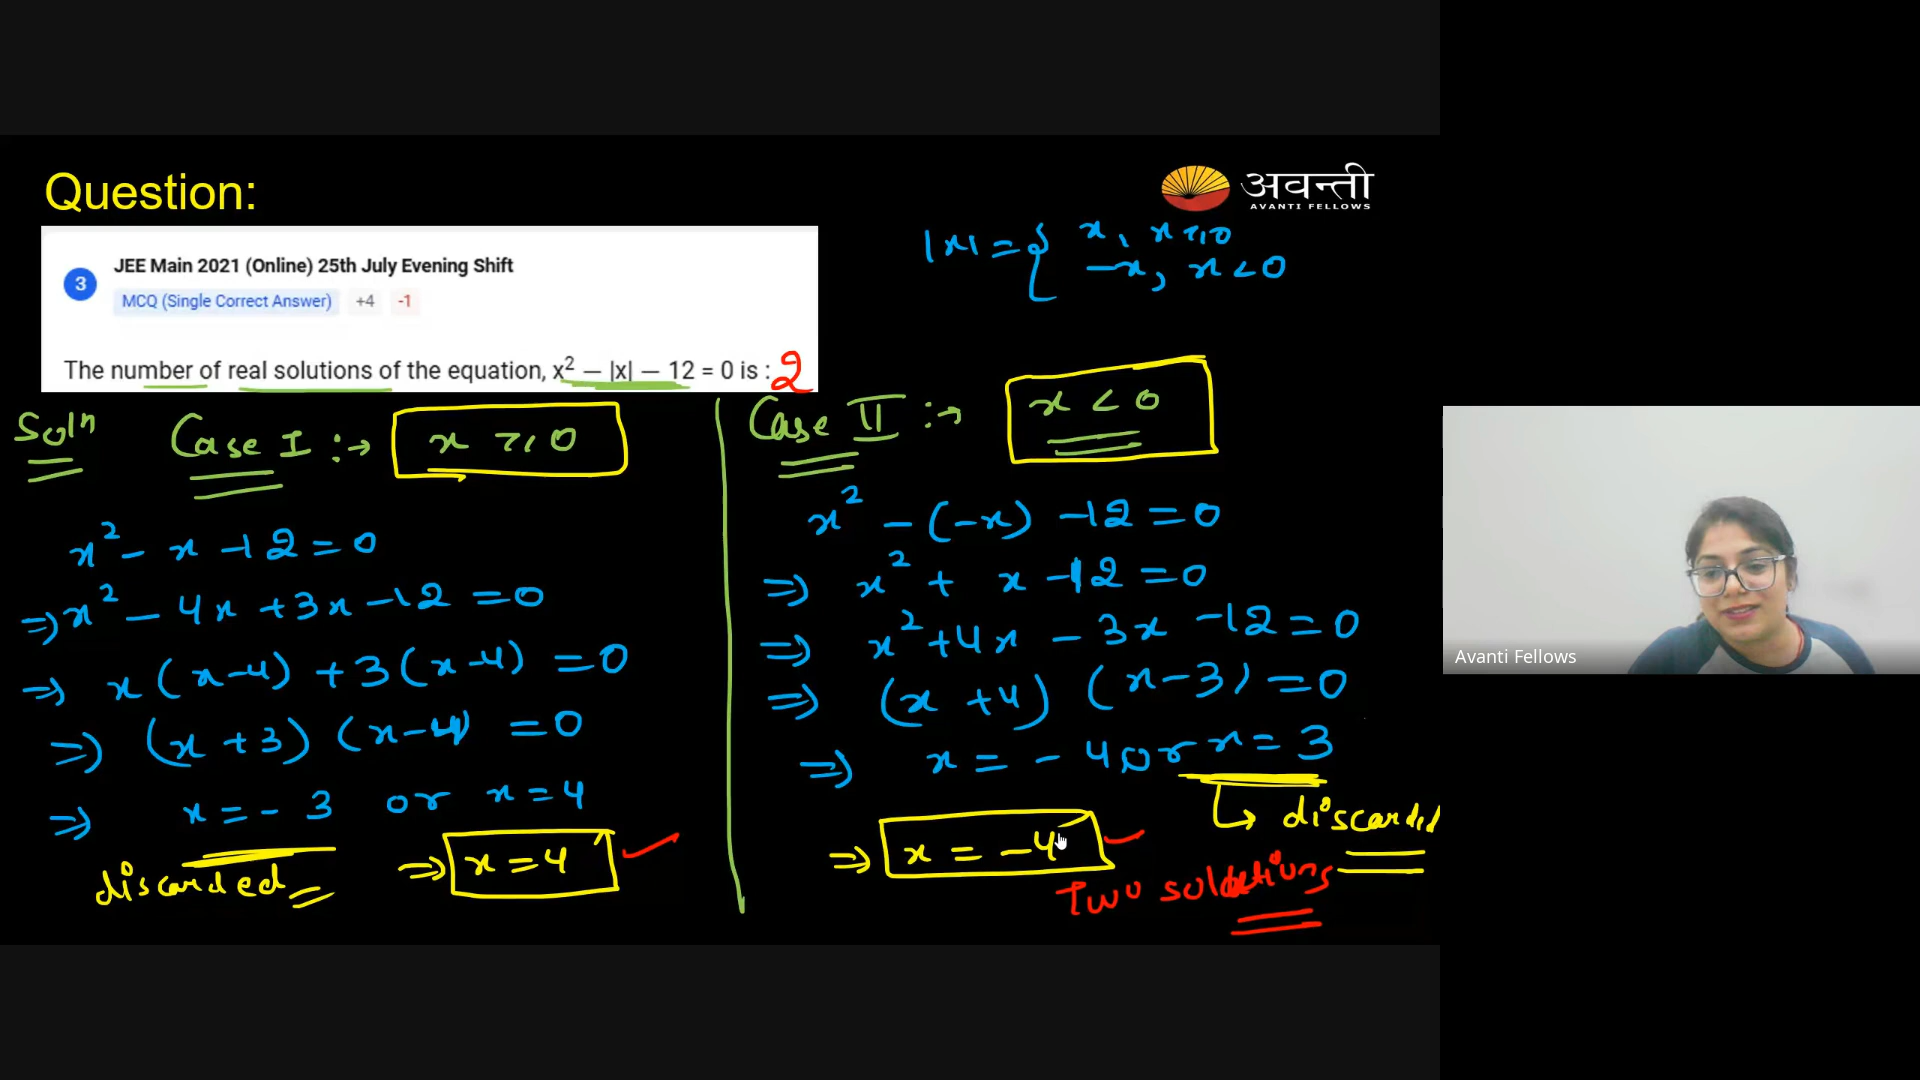 Question:
अवन्ती
AVANTI FELLOWS
|x| = { x, x ≥ 0
-x, x < 0
3
JEE Main 2021 (Online) 25th July Evening Shift
MCQ (Single Correct Answer) +4 -1
The number of real solutions of the equation, x² − |x| − 12 = 0 is : 2
Soln Case I :→ x ≥ 0
x² - x - 12 = 0
⇒ x² - 4x + 3x - 12 = 0
⇒ x (x-4) + 3 (x-4) = 0
⇒ (x + 3) (x-4) = 0
⇒ x = - 3 or x = 4
discarded ⇒ x = 4
Case II :→ x < 0
x² - (-x) - 12 = 0
⇒ x² + x - 12 = 0
⇒ x² + 4x - 3x - 12 = 0
⇒ (x + 4) (x - 3) = 0
⇒ x = - 4 or x = 3
↳ discarded
⇒ x = -4
Two solutions
Avanti Fellows